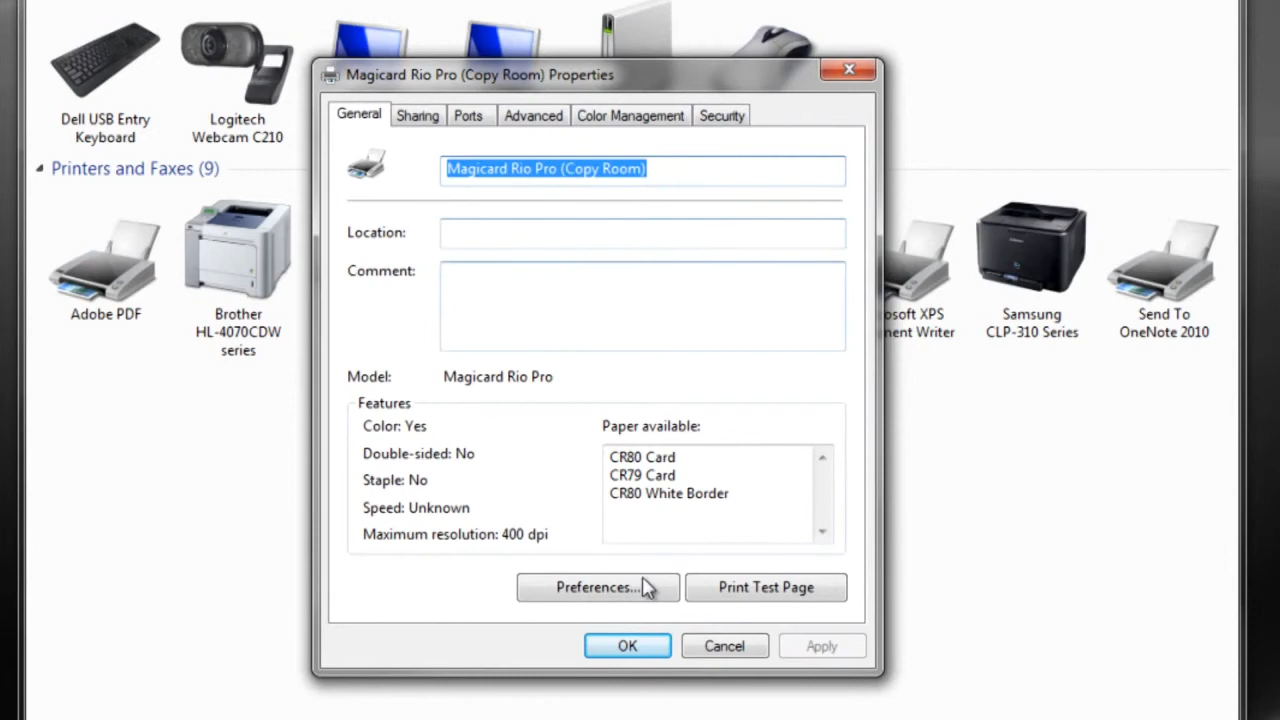 Dell USB Entry
Keyboard
Logitech
Webcam C210
Printers and Faxes (9)
Adobe PDF
Brother
HL-4070CDW
series
Magicard Rio Pro (Copy Room) Properties
General
Sharing
Ports
Advanced
Color Management
Security
Magicard Rio Pro (Copy Room)
Location:
Comment:
Model:
Magicard Rio Pro
Features
Color: Yes
Double-sided: No
Staple: No
Speed: Unknown
Maximum resolution: 400 dpi
Paper available:
CR80 Card
CR79 Card
CR80 White Border
Preferences...
Print Test Page
OK
Cancel
Apply
osoft XPS
nent Writer
Samsung
CLP-310 Series
Send To
OneNote 2010